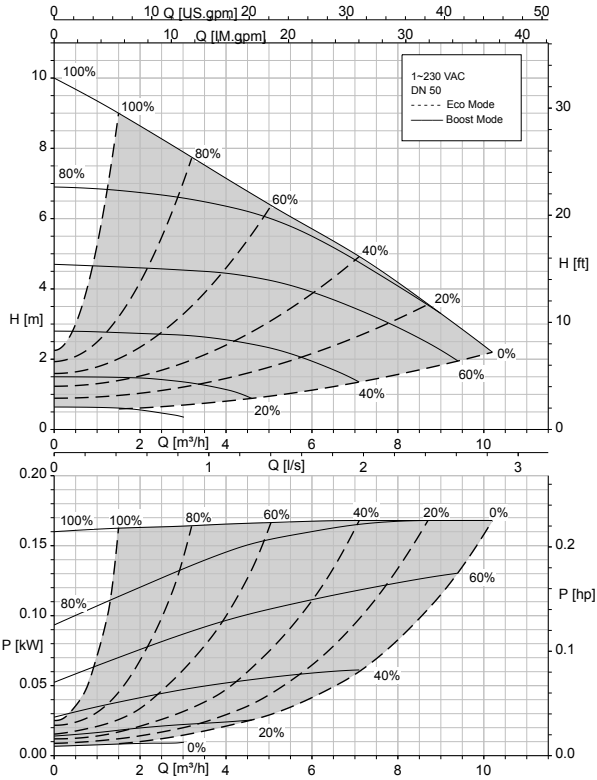 0 10 20 30 40 50
Q [US.gpm]
0 10 20 30 40
Q [IM.gpm]
100%
10
100%
1~230 VAC
DN 50
Eco Mode
Boost Mode
30
8
80%
80%
60%
6
20
40%
H [ft]
4
20%
H [m]
10
2
0%
60%
40%
20%
0
0
0 2 4 6 8 10
Q [m³/h]
0 1 2 3
Q [l/s]
0.20
100% 100% 80% 60% 40% 20% 0%
0.15
0.2
60%
80%
P [hp]
0.10
0.1
P [kW]
40%
0.05
20%
0%
0.00
0.0
0 2 4 6 8 10
Q [m³/h]